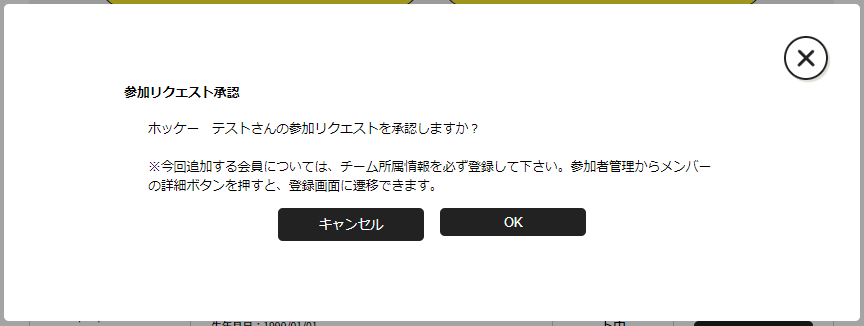 参加リクエスト承認
ホッケー　テストさんの参加リクエストを承認しますか？
※今回追加する会員については、チーム所属情報を必ず登録して下さい。参加者管理からメンバー
の詳細ボタンを押すと、登録画面に遷移できます。
キャンセル
OK